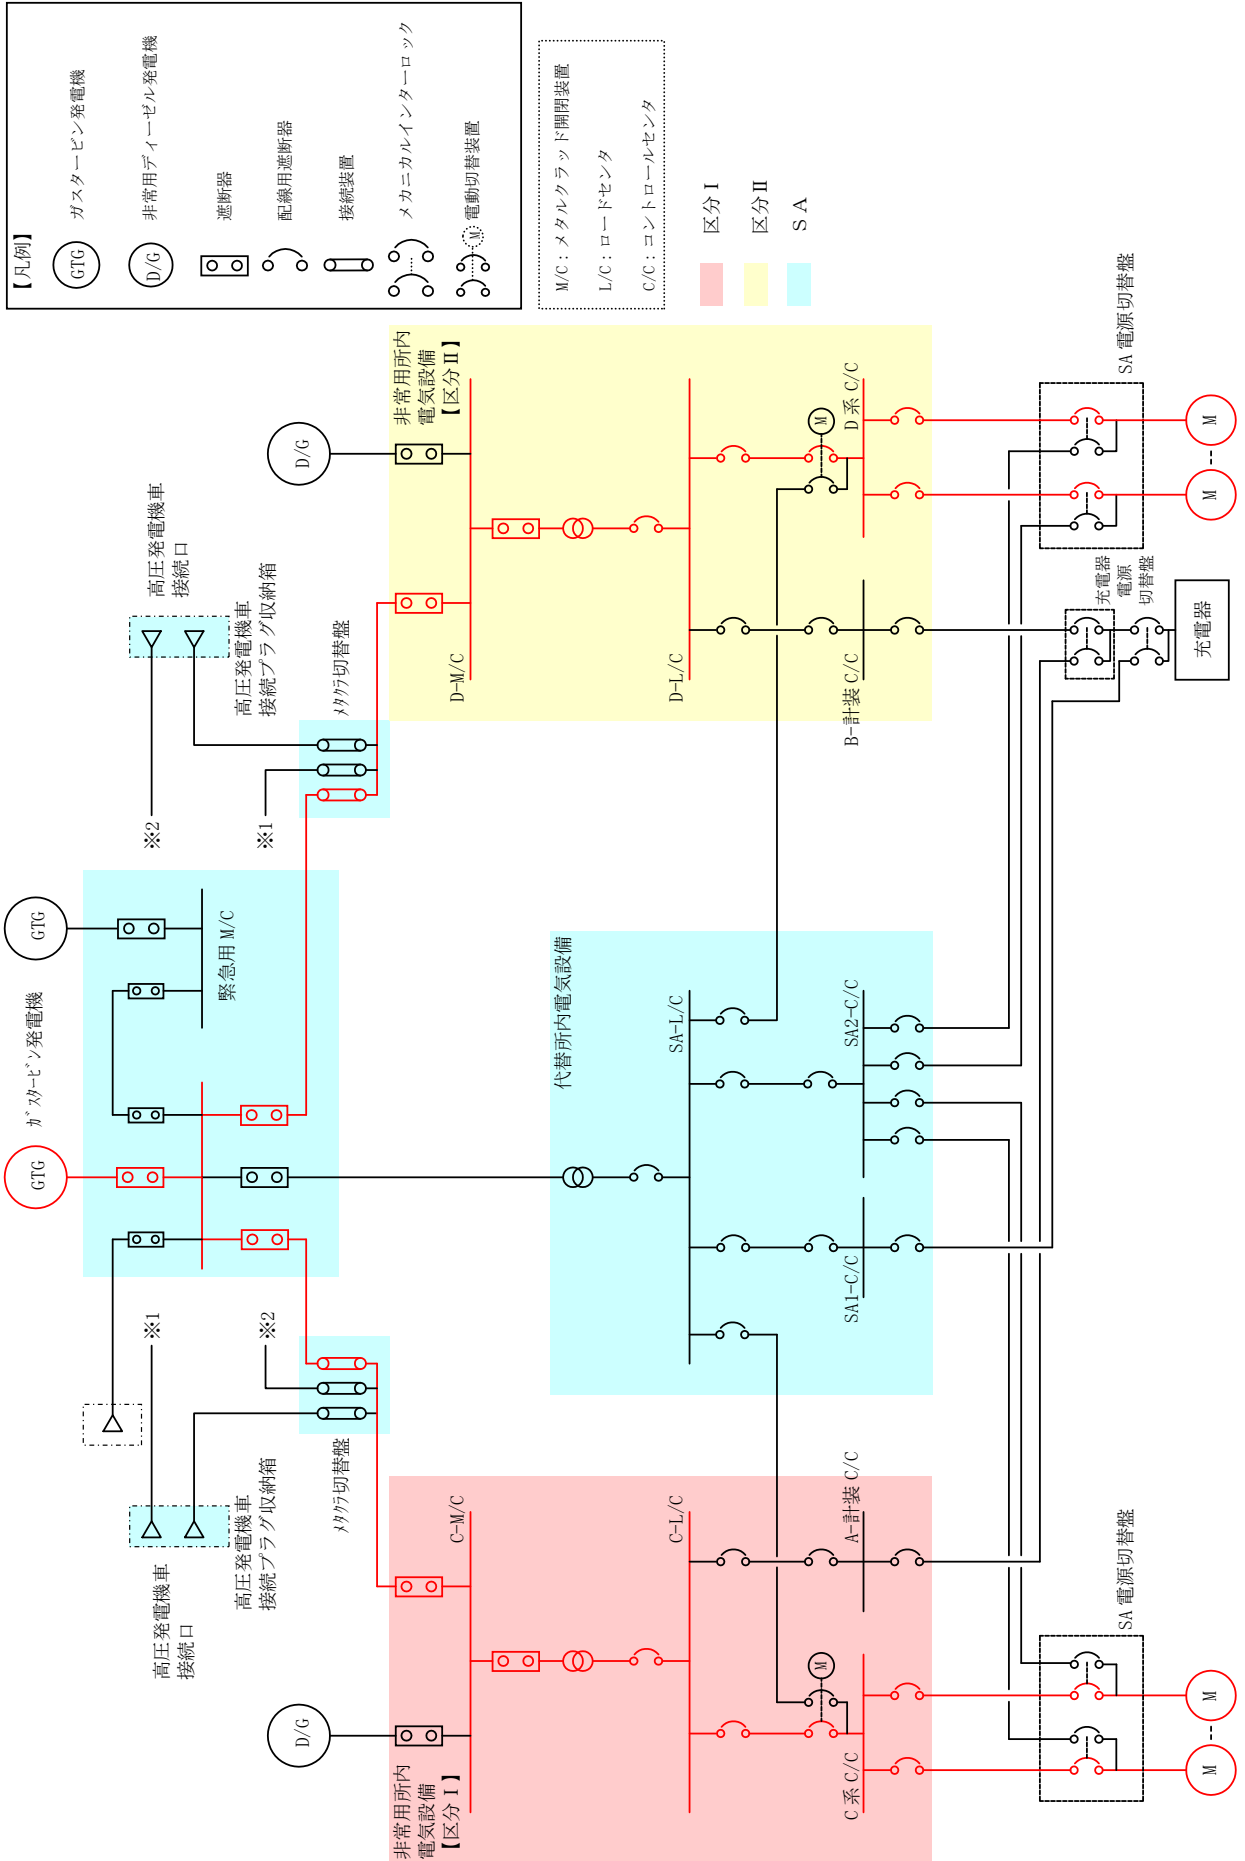 【凡例】
GTG
ガスタービン発電機
D/G
非常用ディーゼル発電機
遮断器
配線用遮断器
接続装置
メカニカルインターロック
M
電動切替装置
M/C：メタルクラッド開閉装置
L/C：ロードセンタ
C/C：コントロールセンタ
区分Ⅰ
区分Ⅱ
ＳＡ
高圧発電機車
接続口
高圧発電機車
接続プラグ収納箱
※1
※2
D/G
非常用所内
電気設備
【区分Ⅰ】
C-M/C
C-L/C
C系C/C
A-計装C/C
M
ﾒﾀｸﾗ切替盤
ｶﾞｽﾀｰﾋﾞﾝ発電機
GTG
GTG
緊急用M/C
代替所内電気設備
SA-L/C
SA1-C/C
SA2-C/C
※2
※1
高圧発電機車
接続口
高圧発電機車
接続プラグ収納箱
ﾒﾀｸﾗ切替盤
D/G
非常用所内
電気設備
【区分Ⅱ】
D-M/C
D-L/C
B-計装C/C
D系C/C
M
SA電源切替盤
M
M
充電器
電源
切替盤
充電器
SA電源切替盤
M
M